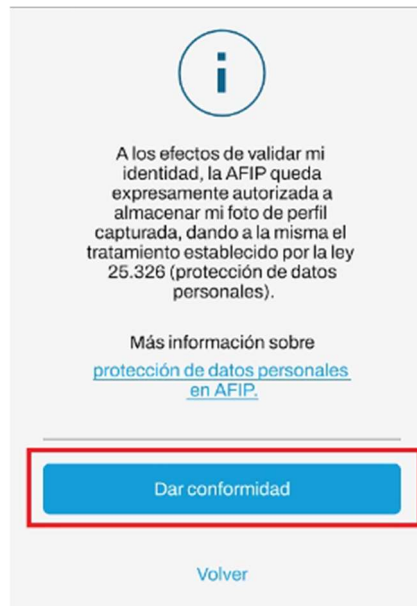 i
A los efectos de validar mi
identidad, la AFIP queda
expresamente autorizada a
almacenar mi foto de perfil
capturada, dando a la misma el
tratamiento establecido por la ley
25.326 (protección de datos
personales).
Más información sobre
protección de datos personales
en AFIP.
Dar conformidad
Volver